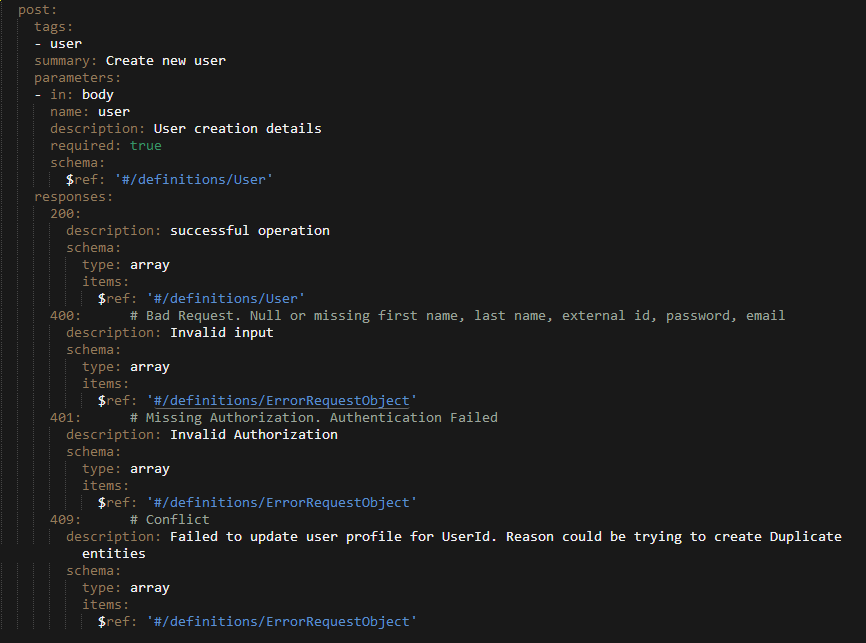 post:
tags:
- user
summary: Create new user
parameters:
- in: body
name: user
description: User creation details
required: true
schema:
$ref: '#/definitions/User'
responses:
200:
description: successful operation
schema:
type: array
items:
$ref: '#/definitions/User'
400:      # Bad Request. Null or missing first name, last name, external id, password, email
description: Invalid input
schema:
type: array
items:
$ref: '#/definitions/ErrorRequestObject'
401:      # Missing Authorization. Authentication Failed
description: Invalid Authorization
schema:
type: array
items:
$ref: '#/definitions/ErrorRequestObject'
409:      # Conflict
description: Failed to update user profile for UserId. Reason could be trying to create Duplicate
entities
schema:
type: array
items:
$ref: '#/definitions/ErrorRequestObject'